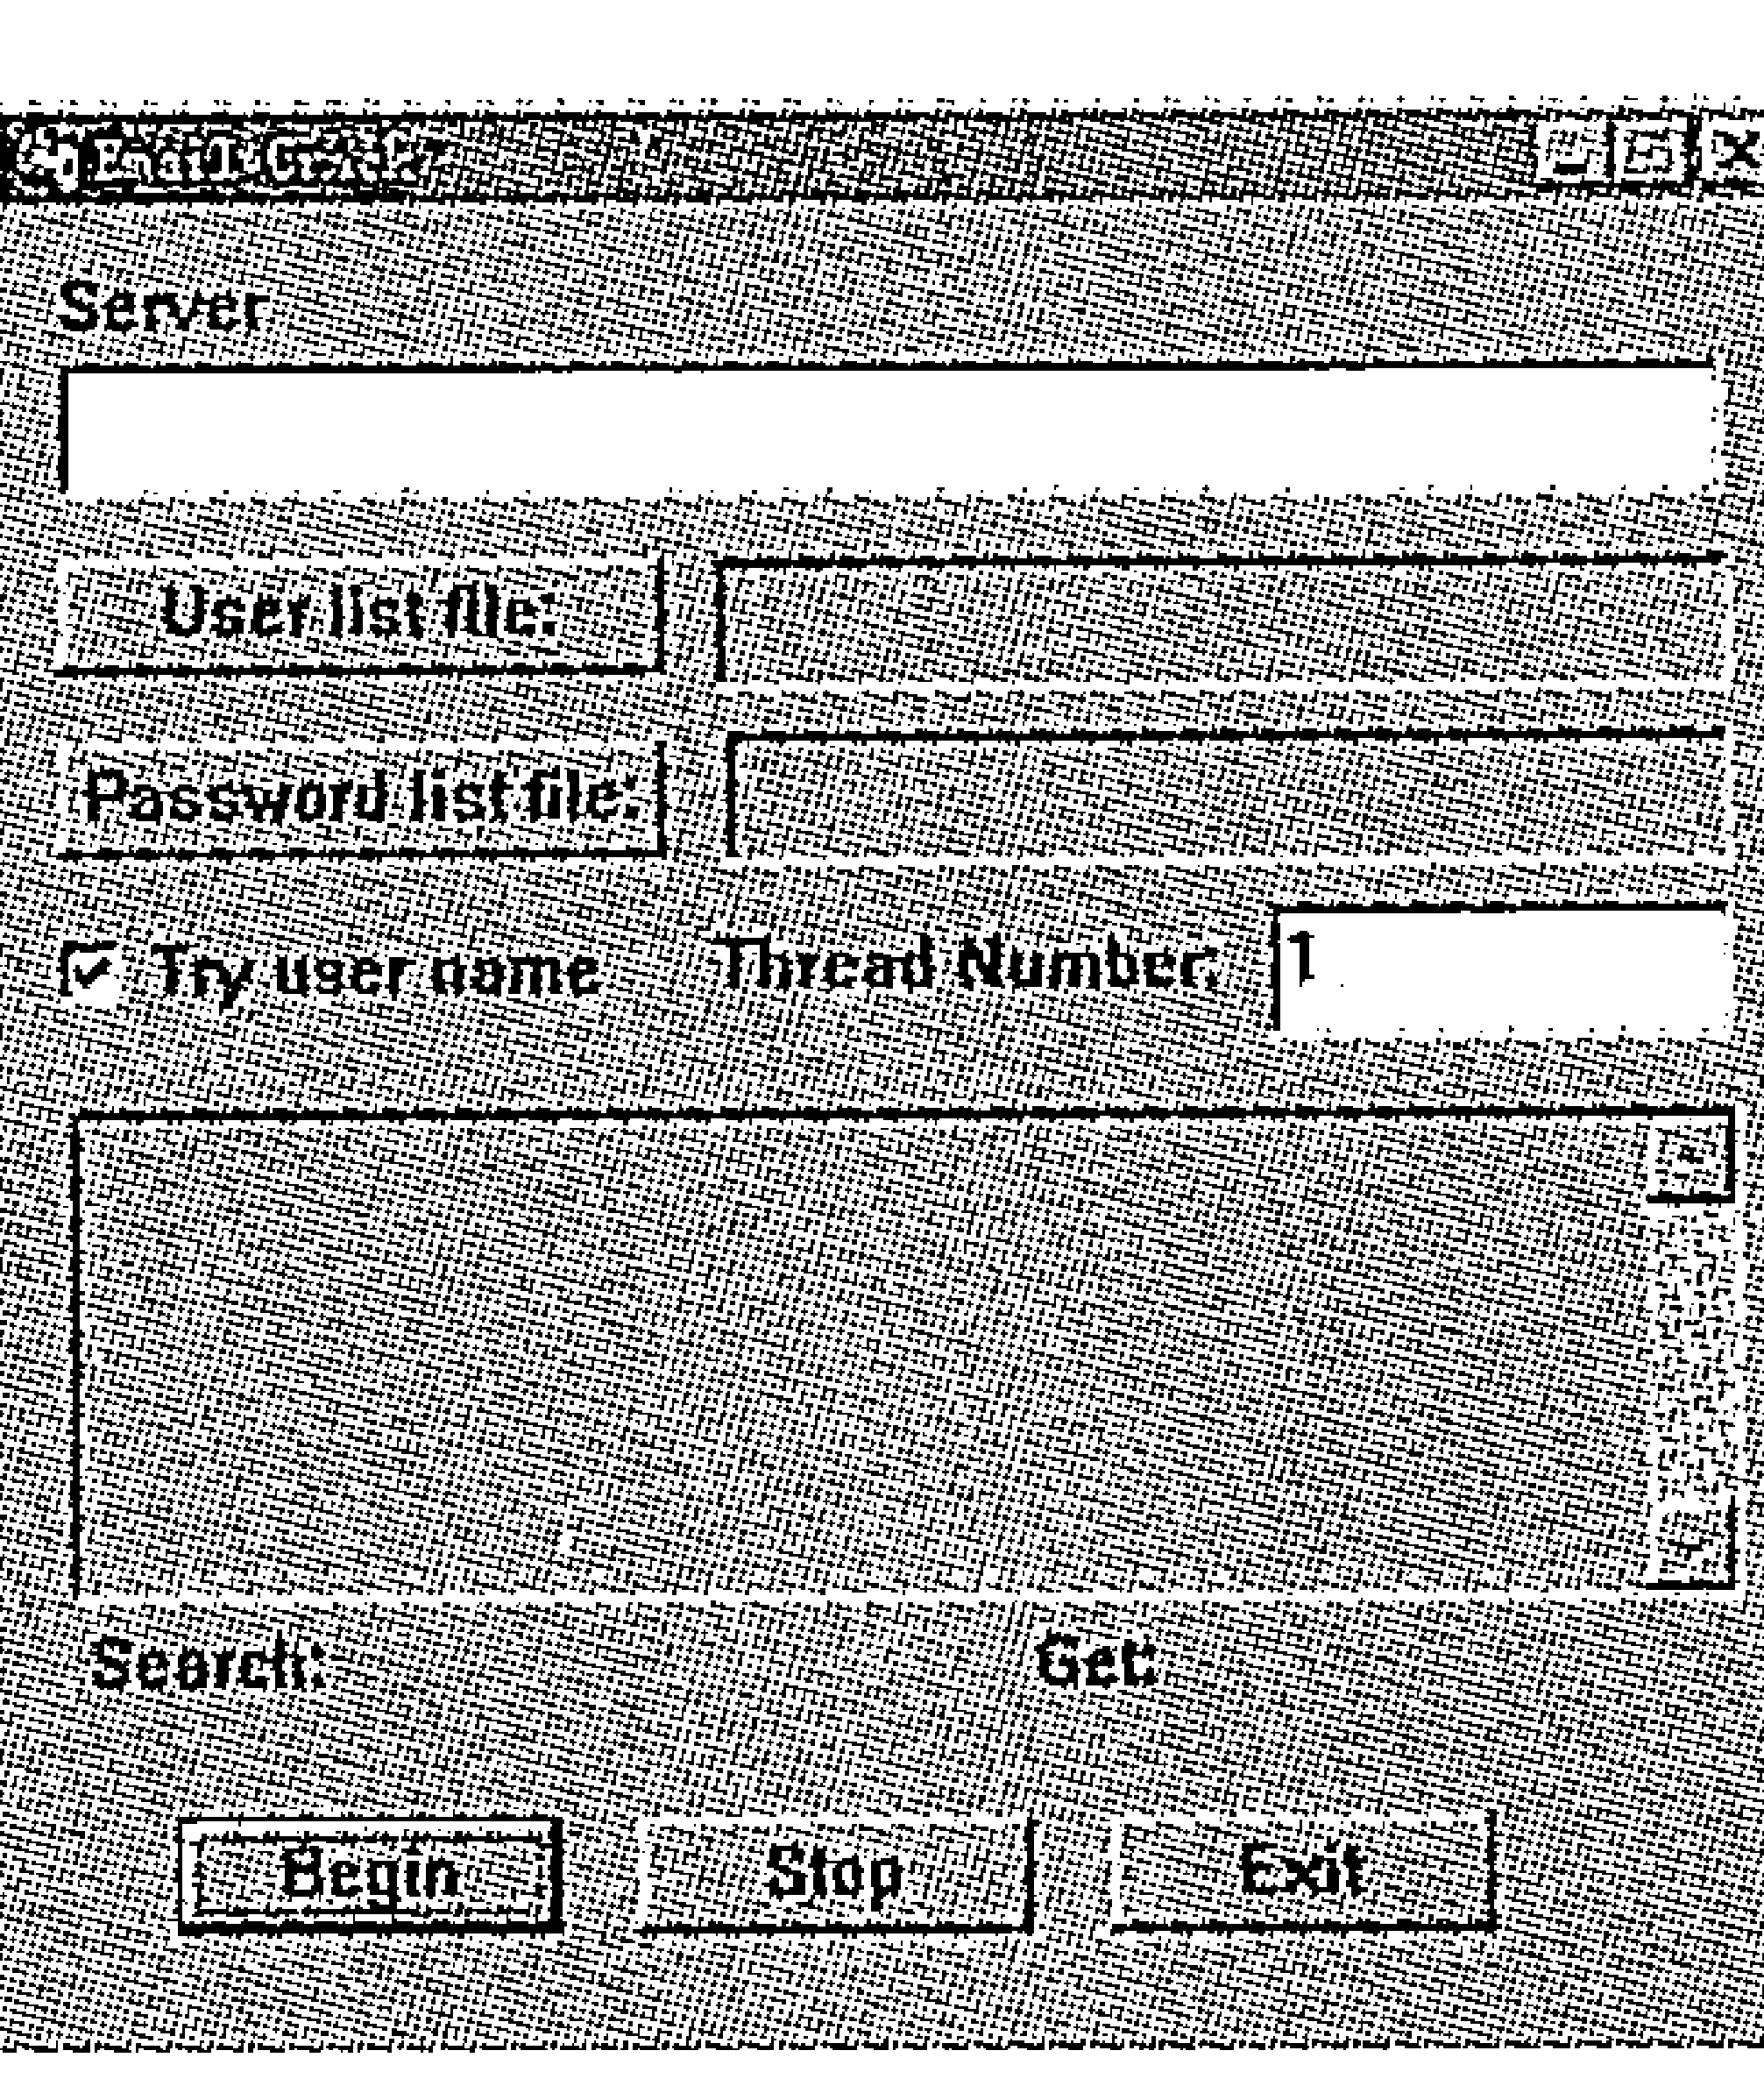 Server
User list file:
Password list file:
Try user name Thread Number: 1
Search: Get:
Begin Stop Exit